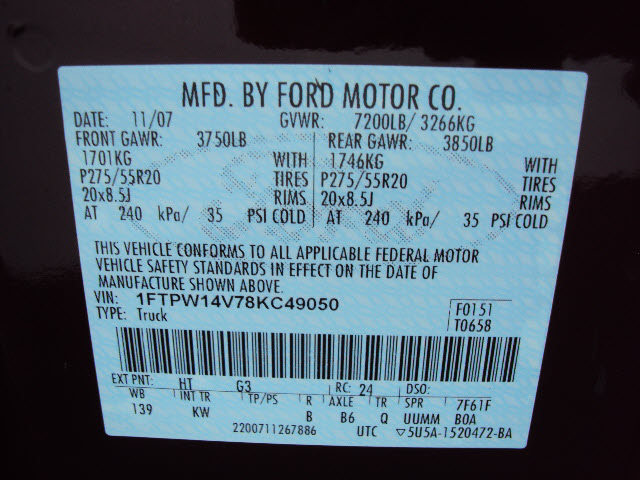 MFD. BY FORD MOTOR CO.
DATE: 11/07 GVWR: 7200LB/ 3266KG
FRONT GAWR: 3750LB REAR GAWR: 3850LB
1701KG WITH 1746KG WITH
P275/55R20 TIRES P275/55R20 TIRES
20x8.5J RIMS 20x8.5J RIMS
AT 240 kPa/ 35 PSI COLD AT 240 kPa/ 35 PSI COLD
THIS VEHICLE CONFORMS TO ALL APPLICABLE FEDERAL MOTOR
VEHICLE SAFETY STANDARDS IN EFFECT ON THE DATE OF
MANUFACTURE SHOWN ABOVE.
VIN: 1FTPW14V78KC49050 F0151
TYPE: Truck T0658
EXT PNT: HT G3 RC: 24 DSO:
WB INT TR TP/PS R AXLE TR SPR 7F61F
139 KW B B6 Q UUMM BOA
2200711267886 UTC ▽5U5A-1520472-BA